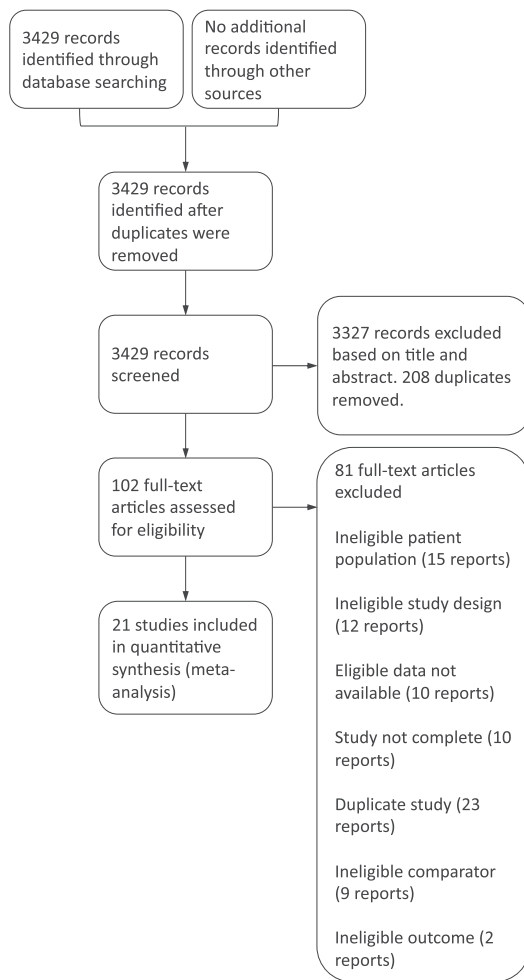 3429 records
identified through
database searching
No additional
records identified
through other
sources
3429 records
identified after
duplicates were
removed
3429 records
screened
3327 records excluded
based on title and
abstract. 208 duplicates
removed.
102 full-text
articles assessed
for eligibility
81 full-text articles
excluded
Ineligible patient
population (15 reports)
Ineligible study design
(12 reports)
Eligible data not
available (10 reports)
Study not complete (10
reports)
Duplicate study (23
reports)
Ineligible comparator
(9 reports)
Ineligible outcome (2
reports)
21 studies included
in quantitative
synthesis (meta-
analysis)